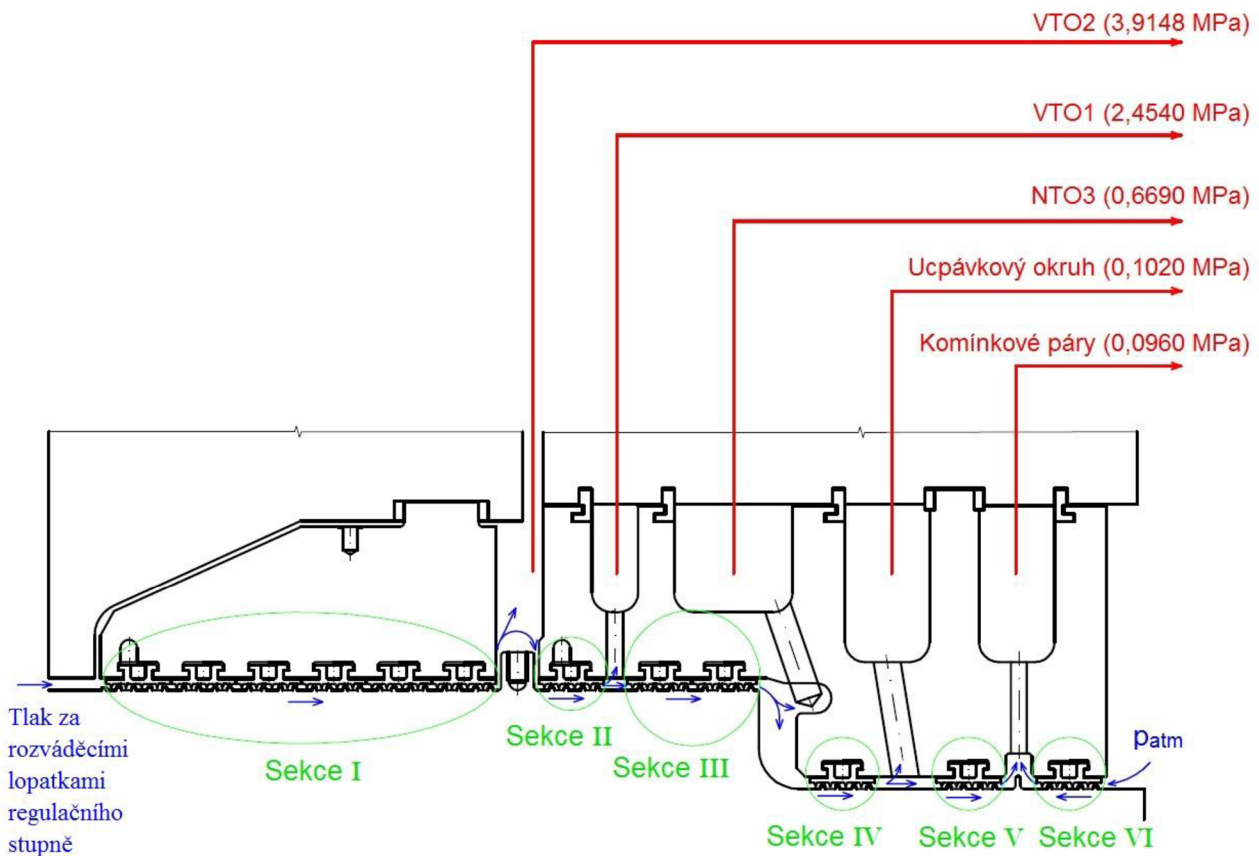 VTO2 (3,9148 MPa)
VTO1 (2,4540 MPa)
NTO3 (0,6690 MPa)
Ucpávkový okruh (0,1020 MPa)
Komínkové páry (0,0960 MPa)
Tlak za
rozváděcími
lopatkami
regulačního
stupně
Sekce I
Sekce II
Sekce III
Sekce IV
Sekce V
Sekce VI
patm